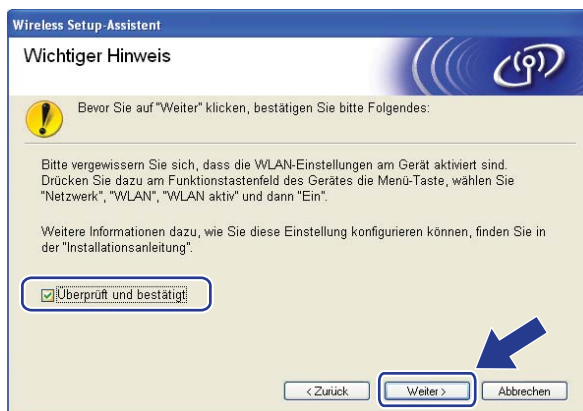 Wireless Setup-Assistent
Wichtiger Hinweis
Bevor Sie auf "Weiter" klicken, bestätigen Sie bitte Folgendes:
Bitte vergewissern Sie sich, dass die WLAN-Einstellungen am Gerät aktiviert sind.
Drücken Sie dazu am Funktionstastenfeld des Gerätes die Menü-Taste, wählen Sie
"Netzwerk", "WLAN", "WLAN aktiv" und dann "Ein".
Weitere Informationen dazu, wie Sie diese Einstellung konfigurieren können, finden Sie in
der "Installationsanleitung".
Überprüft und bestätigt
< Zurück Weiter > Abbrechen